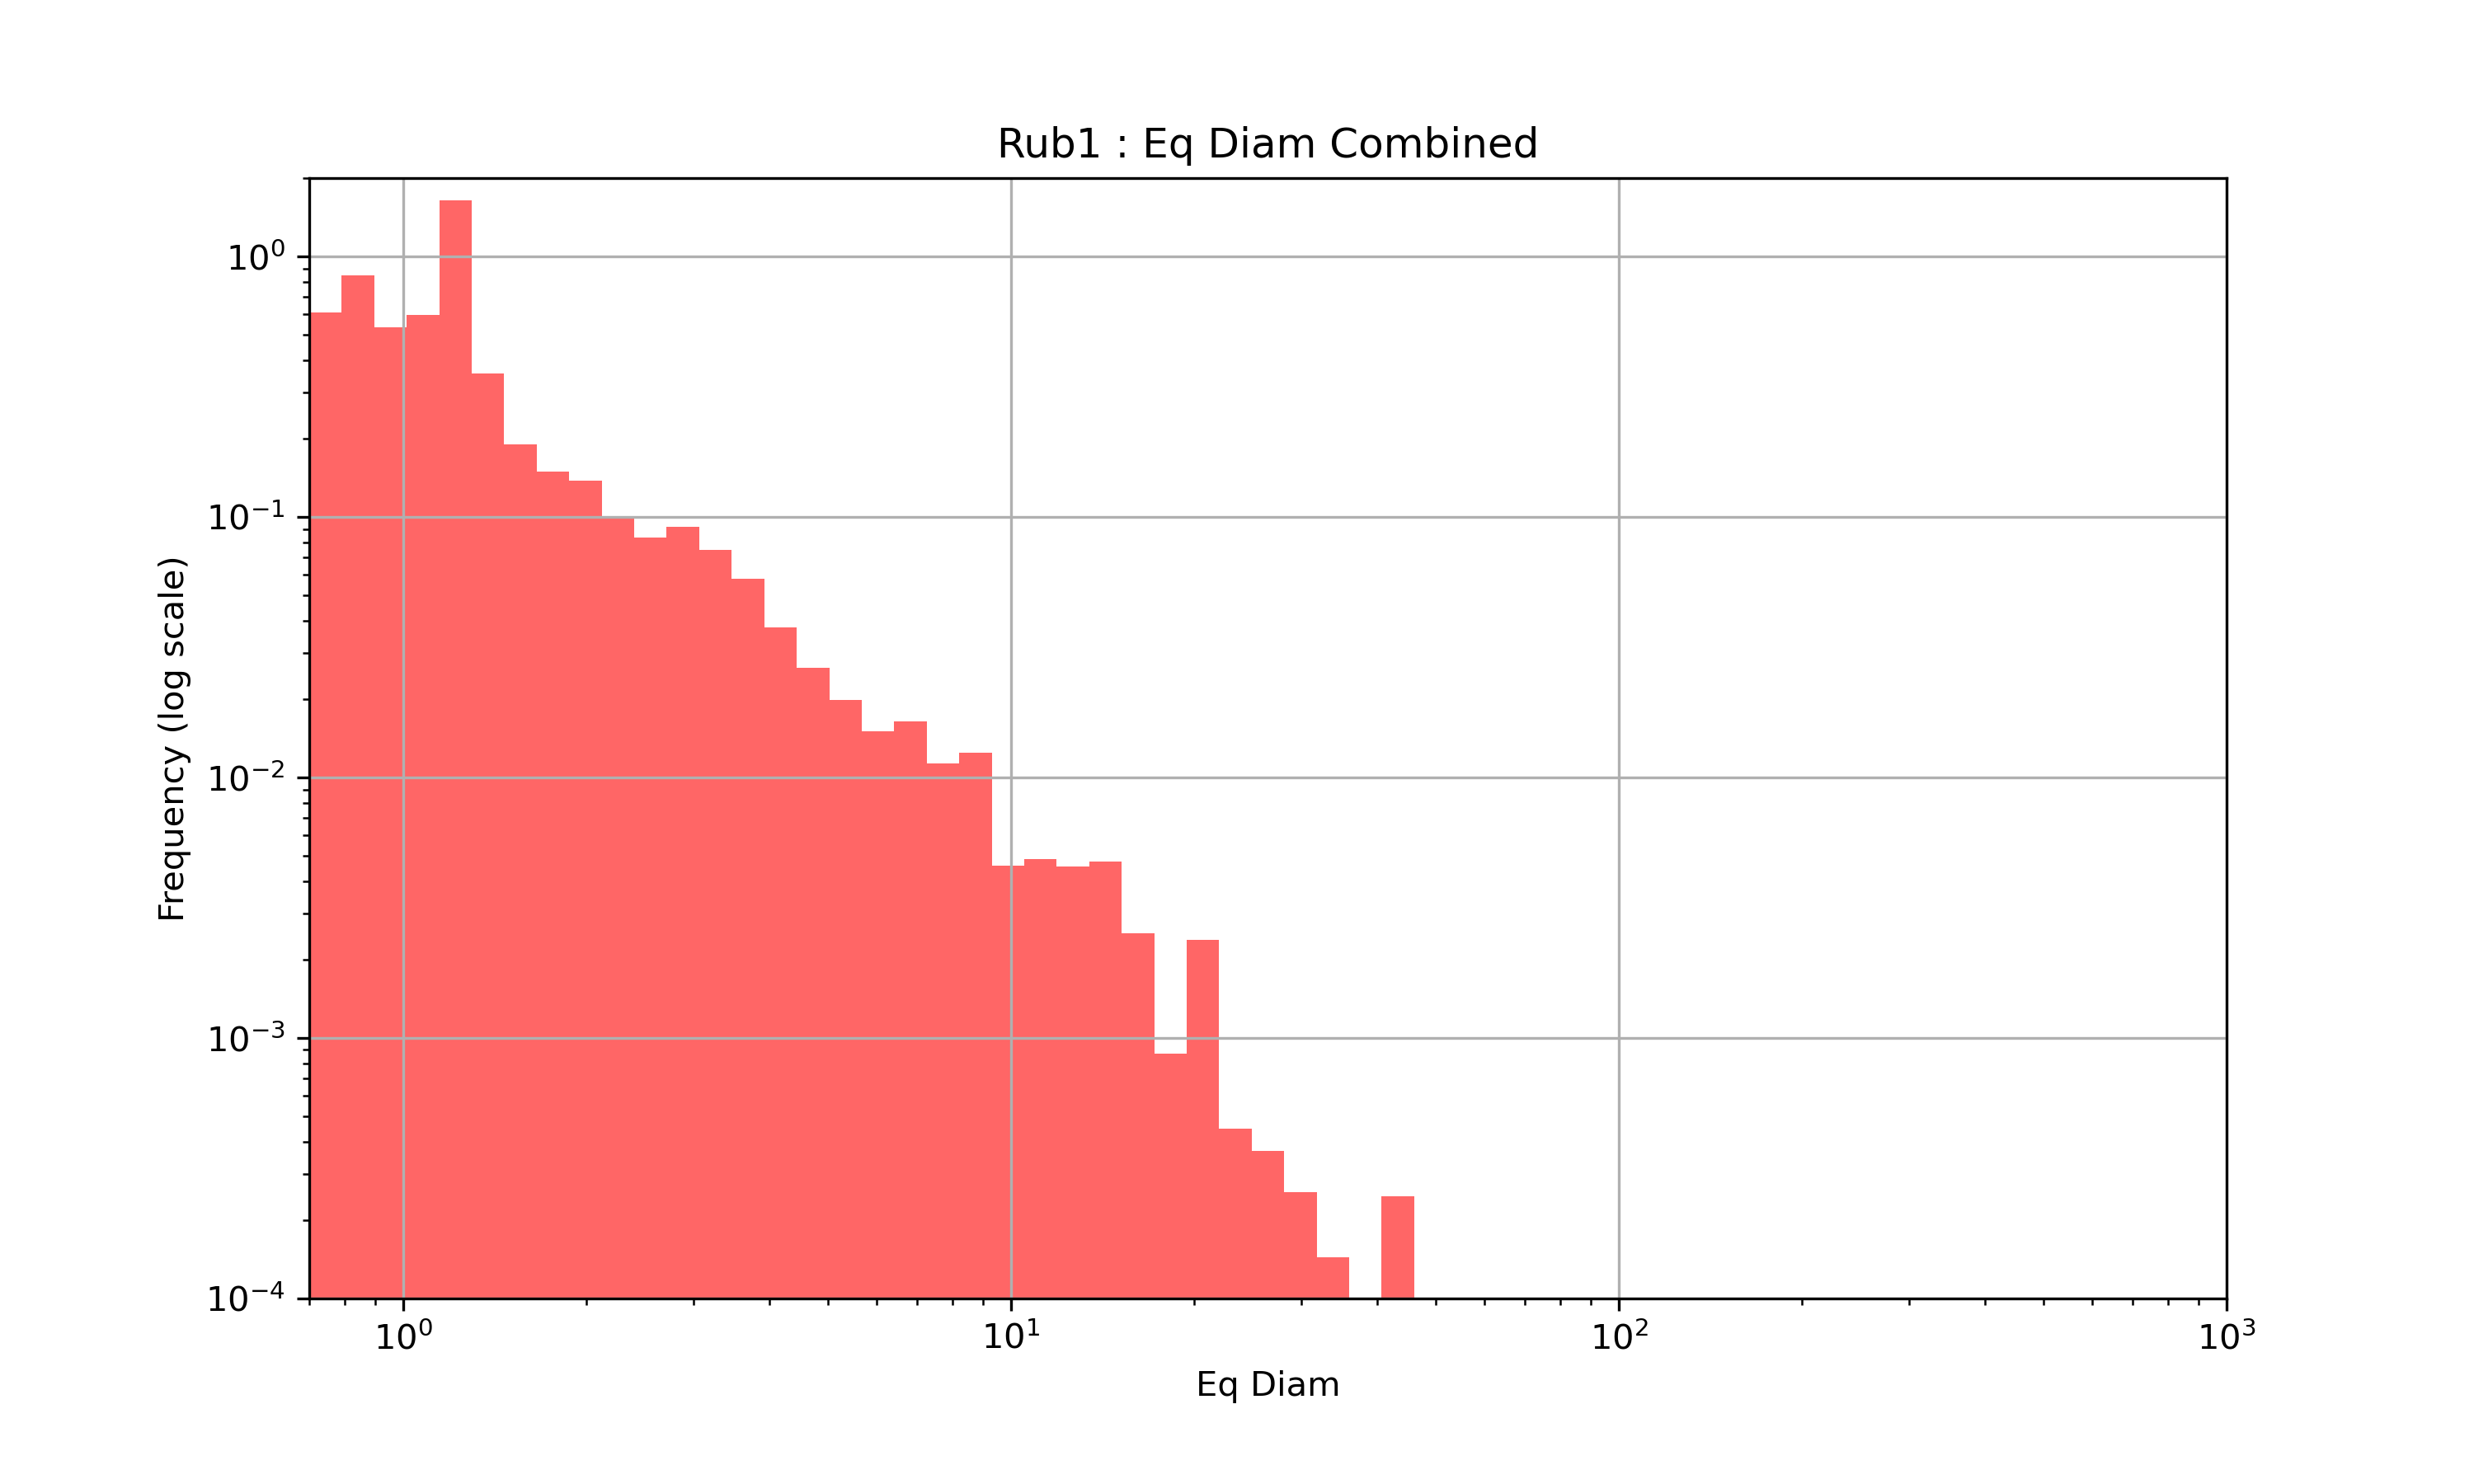 Rub1 : Eq Diam Combined
Frequency (log scale)
10⁰
10⁻¹
10⁻²
10⁻³
10⁻⁴
10⁰ 10¹ 10² 10³
Eq Diam